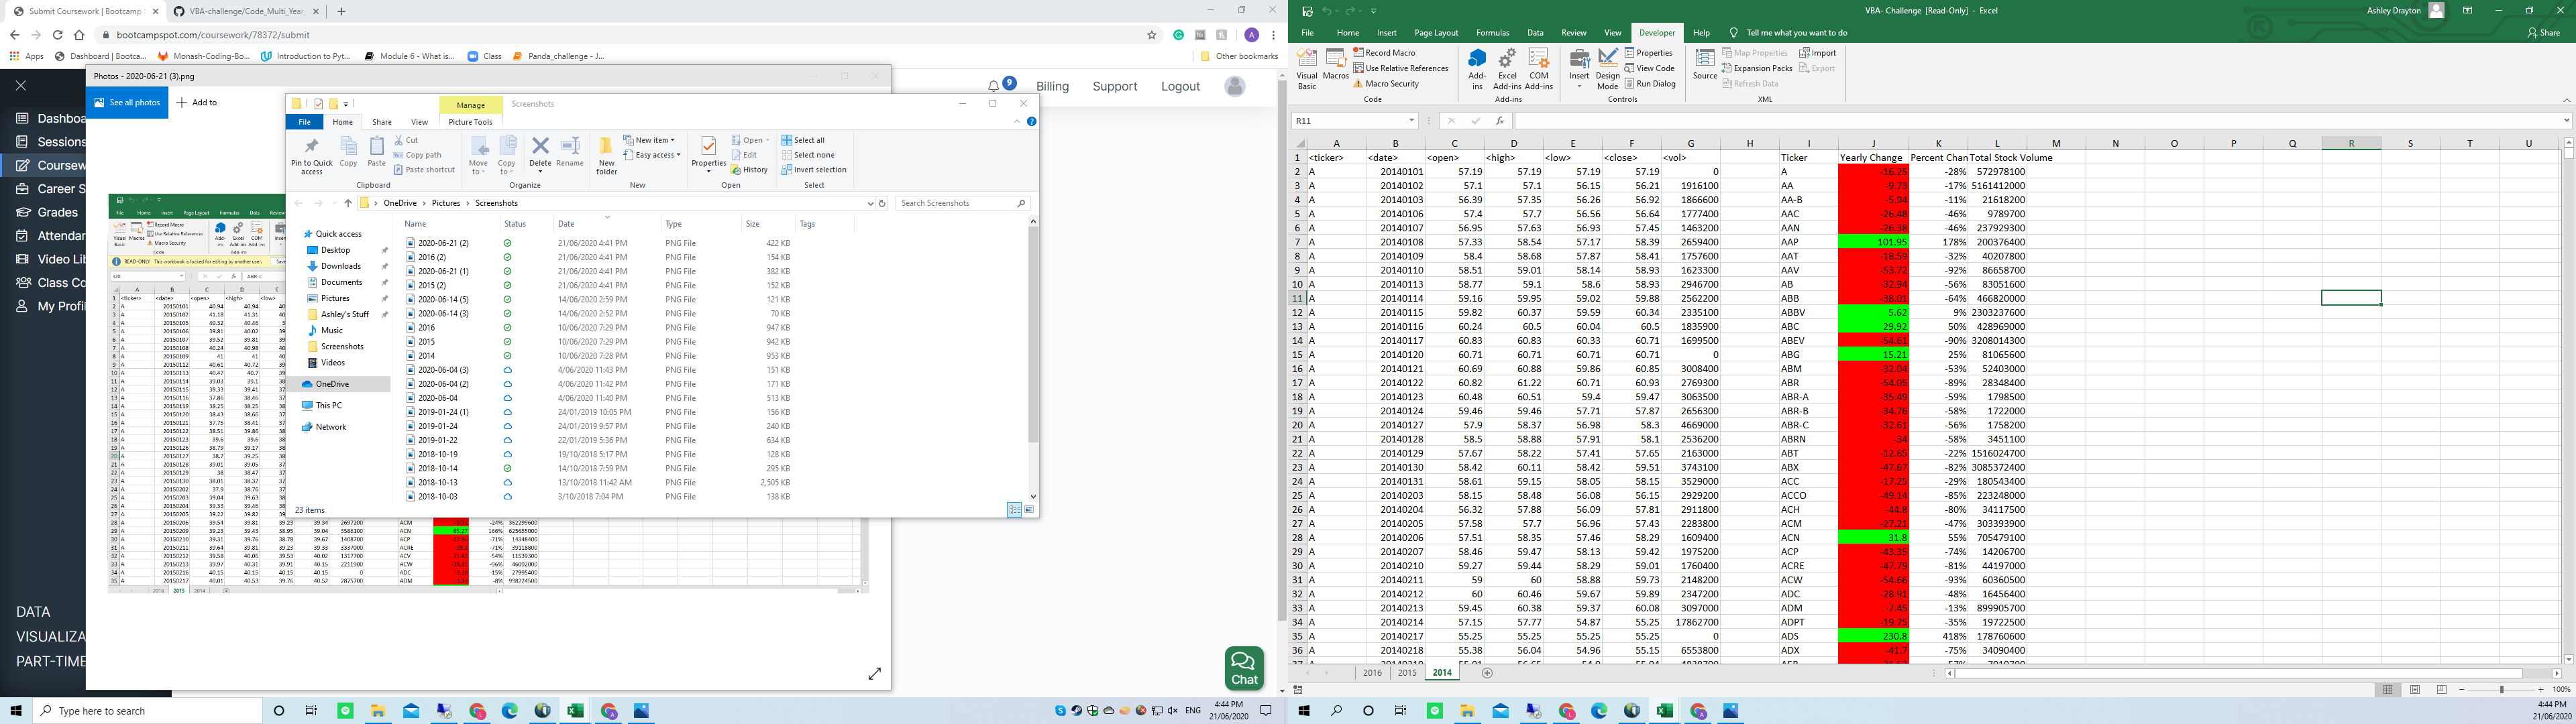 Submit Coursework | Bootcamp S
VBA-challenge/Code_Multi_Year_
bootcampspot.com/coursework/78372/submit
Apps
Dashboard | Bootca...
Monash-Coding-Bo...
Introduction to Pyt...
Module 6 - What is...
Class
Panda_challenge - J...
Other bookmarks
Billing
Support
Logout
9
Dashboa
Sessions
Coursew
Career S
Grades
Attendar
Video Lib
Class Co
My Profil
DATA
VISUALIZA
PART-TIME
Chat
Photos - 2020-06-21 (3).png
See all photos
Add to
Manage
Screenshots
File Home Share View Picture Tools
Pin to Quick access
Copy
Paste
Cut
Copy path
Paste shortcut
Clipboard
Move to
Copy to
Delete
Rename
Organize
New folder
New item
Easy access
New
Properties
Open
Edit
History
Open
Select all
Select none
Invert selection
Select
OneDrive > Pictures > Screenshots
Search Screenshots
Quick access
Desktop
Downloads
Documents
Pictures
Ashley's Stuff
Music
Screenshots
Videos
OneDrive
This PC
Network
Name Status Date Type Size Tags
2020-06-21 (2) 21/06/2020 4:41 PM PNG File 422 KB
2016 (2) 21/06/2020 4:41 PM PNG File 156 KB
2020-06-21 (1) 21/06/2020 4:41 PM PNG File 382 KB
2015 (2) 21/06/2020 4:41 PM PNG File 152 KB
2020-06-14 (5) 14/06/2020 2:59 PM PNG File 121 KB
2020-06-14 (3) 14/06/2020 2:52 PM PNG File 70 KB
2016 10/06/2020 7:29 PM PNG File 947 KB
2015 10/06/2020 7:29 PM PNG File 942 KB
2014 10/06/2020 7:28 PM PNG File 953 KB
2020-06-04 (3) 4/06/2020 11:43 PM PNG File 151 KB
2020-06-04 (2) 4/06/2020 11:42 PM PNG File 171 KB
2020-06-04 4/06/2020 11:40 PM PNG File 513 KB
2019-01-24 (1) 24/01/2019 10:05 PM PNG File 156 KB
2019-01-24 24/01/2019 9:57 PM PNG File 240 KB
2019-01-22 22/01/2019 5:36 PM PNG File 634 KB
2018-10-19 19/10/2018 5:17 PM PNG File 128 KB
2018-10-14 14/10/2018 7:59 PM PNG File 295 KB
2018-10-13 13/10/2018 11:42 AM PNG File 2,505 KB
2018-10-03 3/10/2018 7:04 PM PNG File 138 KB
23 items
VBA- Challenge [Read-Only] - Excel
Ashley Drayton
File Home Insert Page Layout Formulas Data Review View Developer Help Tell me what you want to do
Share
Visual Basic
Macros
Record Macro
Use Relative References
Macro Security
Code
Add-ins
Excel Add-ins
COM Add-ins
Add-ins
Insert
Design Mode
Properties
View Code
Run Dialog
Controls
Source
Map Properties
Expansion Packs
Refresh Data
Import
Export
XML
R11
A B C D E F G H I J K L M N O P Q R S T U
1 <ticker> <date> <open> <high> <low> <close> <vol> Ticker Yearly Change Percent Chan Total Stock Volume
2 A 20140101 57.19 57.19 57.19 57.19 0 A -16.25 -28% 572978100
3 A 20140102 57.1 57.1 56.15 56.21 1916100 AA -9.73 -17% 5161412000
4 A 20140103 56.39 57.35 56.26 56.92 1866600 AA-B -5.94 -11% 21618200
5 A 20140106 57.4 57.7 56.56 56.64 1777400 AAC -26.48 -46% 9789700
6 A 20140107 56.95 57.63 56.93 57.45 1463200 AAN -26.38 -46% 237929300
7 A 20140108 57.33 58.54 57.17 58.39 2659400 AAP 101.95 178% 200376400
8 A 20140109 58.4 58.68 57.87 58.41 1757600 AAT -18.59 -32% 40207800
9 A 20140110 58.51 59.01 58.14 58.93 1623300 AAV -53.72 -92% 86658700
10 A 20140113 58.77 59.1 58.6 58.93 2946700 AB -32.94 -56% 83051600
11 A 20140114 59.16 59.95 59.02 59.88 2562200 ABB -38.01 -64% 466820000
12 A 20140115 59.82 60.37 59.59 60.34 2335100 ABBV 5.62 9% 2303237600
13 A 20140116 60.24 60.5 60.04 60.5 1835900 ABC 29.92 50% 428969000
14 A 20140117 60.83 60.83 60.33 60.71 1699500 ABEV -54.61 -90% 3208014300
15 A 20140120 60.71 60.71 60.71 60.71 0 ABG 15.21 25% 81065600
16 A 20140121 60.69 60.88 59.86 60.85 3008400 ABM -32.04 -53% 52403000
17 A 20140122 60.82 61.22 60.71 60.93 2769300 ABR -54.05 -89% 28348400
18 A 20140123 60.48 60.51 59.4 59.47 3063500 ABR-A -35.49 -59% 1798500
19 A 20140124 59.46 59.46 57.71 57.87 2656300 ABR-B -34.76 -58% 1722000
20 A 20140127 57.9 58.37 56.98 58.3 4669000 ABR-C -32.61 -56% 1758200
21 A 20140128 58.5 58.88 57.91 58.1 2536200 ABRN -34 -58% 3451100
22 A 20140129 57.67 58.22 57.41 57.65 2163000 ABT -12.65 -22% 1516024700
23 A 20140130 58.42 60.11 58.42 59.51 3743100 ABX -47.67 -82% 3085372400
24 A 20140131 58.61 59.15 58.05 58.15 3529000 ACC -17.25 -29% 180543400
25 A 20140203 58.15 58.48 56.08 56.15 2929200 ACCO -49.14 -85% 223248000
26 A 20140204 56.32 57.88 56.09 57.81 2911800 ACH -44.8 -80% 34117500
27 A 20140205 57.58 57.7 56.96 57.43 2283800 ACM -27.21 -47% 303393900
28 A 20140206 57.51 58.35 57.46 58.29 1609400 ACN 31.8 55% 705479100
29 A 20140207 58.46 59.47 58.13 59.42 1975200 ACP -43.35 -74% 14206700
30 A 20140210 59.27 59.44 58.29 59.01 1760400 ACRE -47.79 -81% 44197000
31 A 20140211 59 60 58.88 59.73 2148200 ACW -54.66 -93% 60360500
32 A 20140212 60 60.46 59.67 59.89 2347200 ADC -28.91 -48% 16456400
33 A 20140213 59.45 60.38 59.37 60.08 3097000 ADM -7.45 -13% 899905700
34 A 20140214 57.15 57.77 54.87 55.25 17862700 ADPT -19.75 -35% 19722500
35 A 20140217 55.25 55.25 55.25 55.25 0 ADS 230.8 418% 178760600
36 A 20140218 55.38 56.04 54.96 55.15 6553800 ADX -41.7 -75% 34090400
2016 2015 2014
100%
Type here to search
ENG
4:44 PM
21/06/2020
4:44 PM
21/06/2020